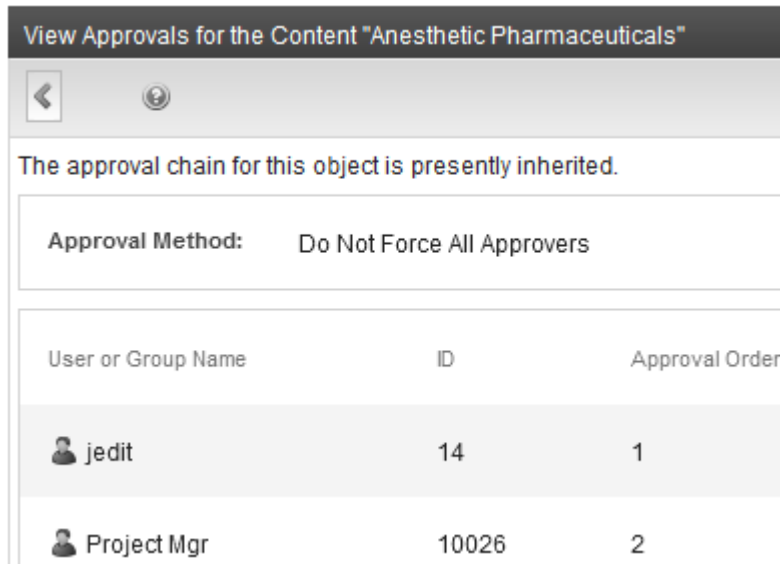 View Approvals for the Content "Anesthetic Pharmaceuticals"
The approval chain for this object is presently inherited.
Approval Method: Do Not Force All Approvers
User or Group Name ID Approval Order
jedit 14 1
Project Mgr 10026 2